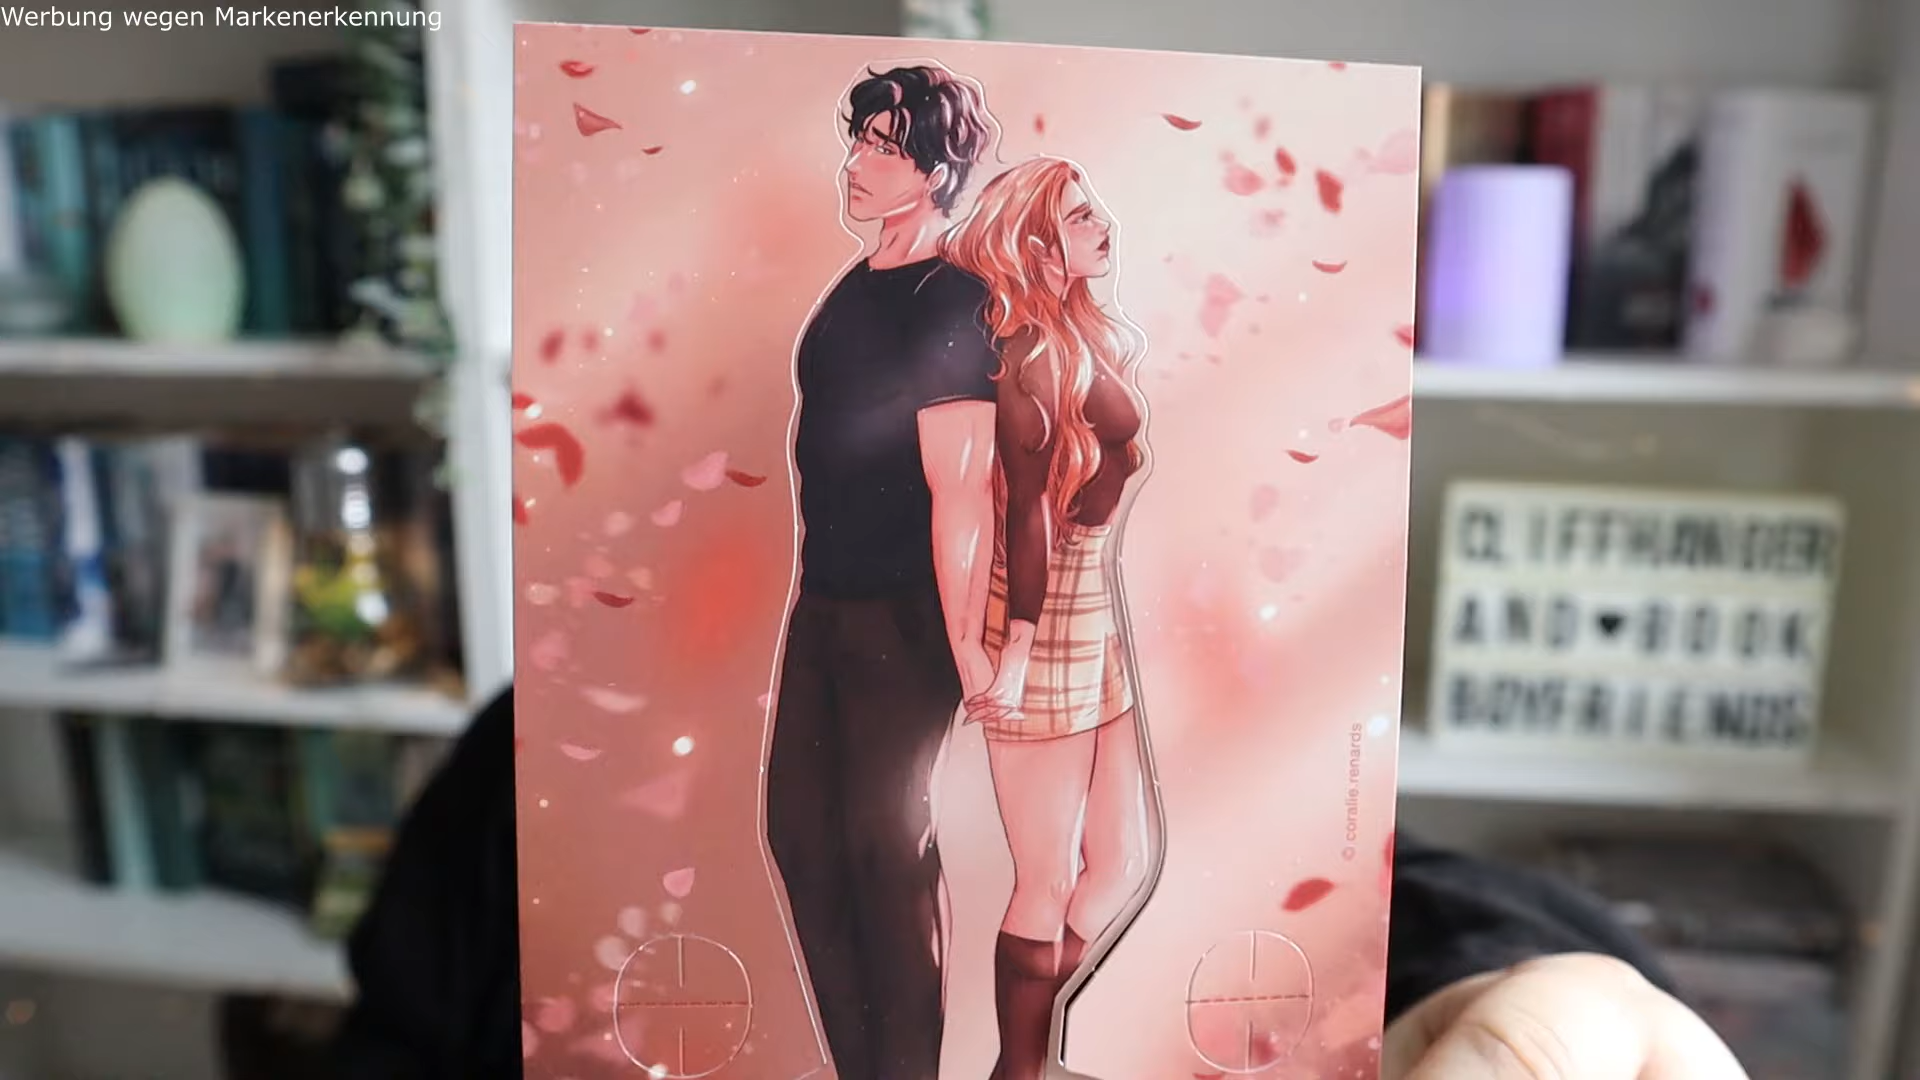 Werbung wegen Markenerkennung
© coralie.renards
CLIFFHANGER
AND♥BOOK
BOYFRIENDS